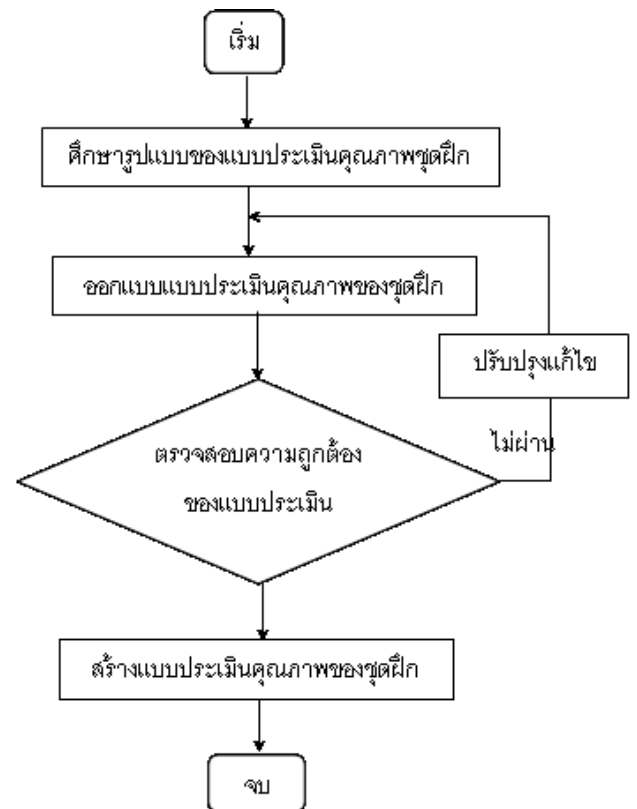 เริ่ม
ศึกษารูปแบบของแบบประเมินคุณภาพชุดฝึก
ออกแบบแบบประเมินคุณภาพของชุดฝึก
ปรับปรุงแก้ไข
ไม่ผ่าน
ตรวจสอบความถูกต้อง
ของแบบประเมิน
สร้างแบบประเมินคุณภาพของชุดฝึก
จบ